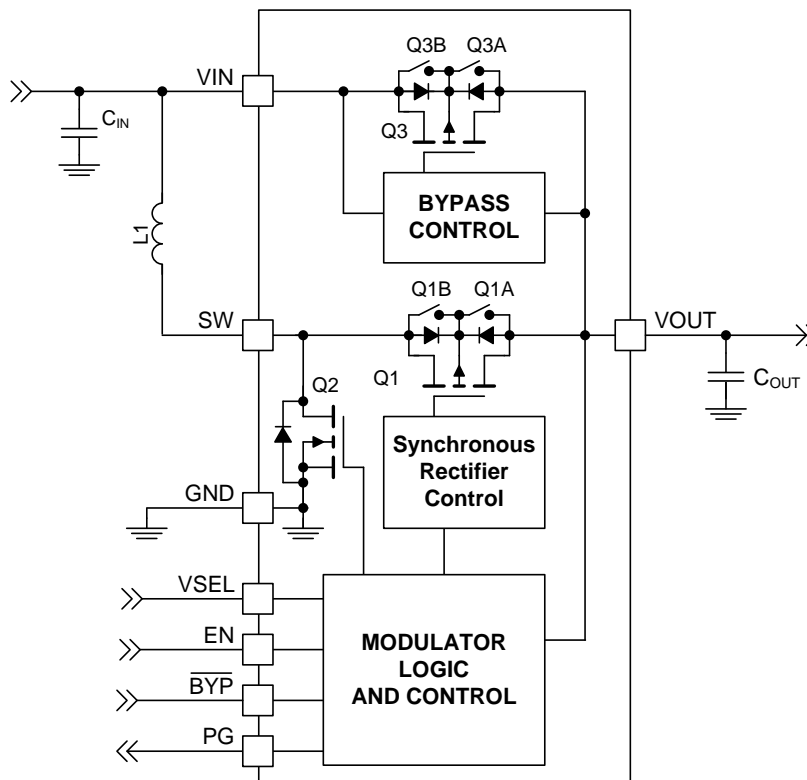 Q3B Q3A
VIN
C_IN
Q3
BYPASS
CONTROL
L1
Q1B Q1A
SW
VOUT
Q1
Q2
C_OUT
Synchronous
Rectifier
Control
GND
VSEL
EN
B̅Y̅P̅
PG
MODULATOR
LOGIC
AND CONTROL